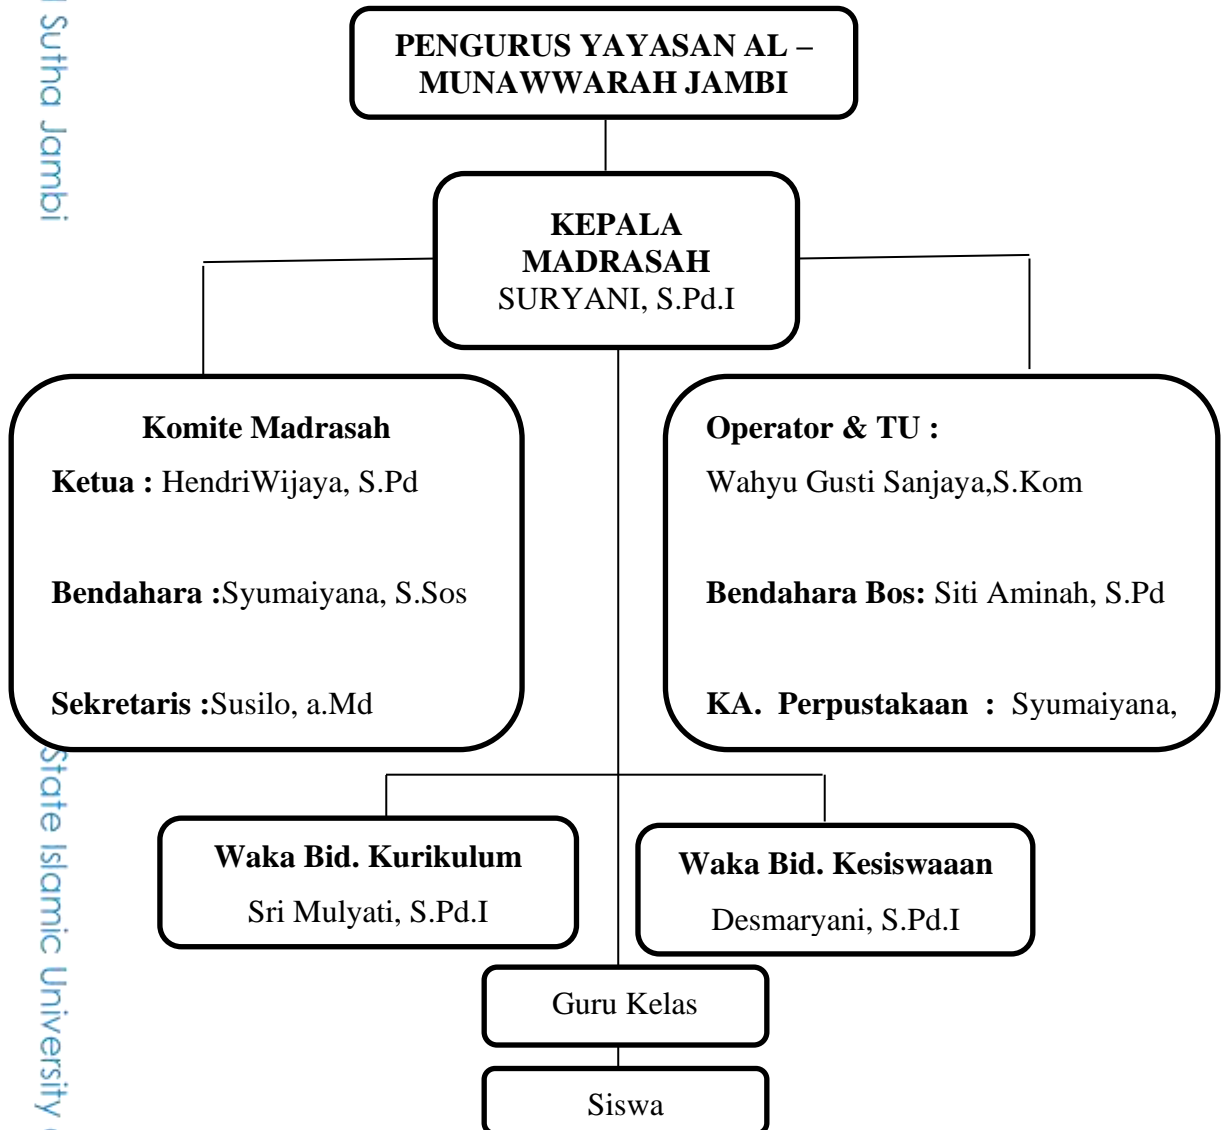 PENGURUS YAYASAN AL –
MUNAWWARAH JAMBI
KEPALA
MADRASAH
SURYANI, S.Pd.I
Komite Madrasah
Ketua : HendriWijaya, S.Pd
Bendahara :Syumaiyana, S.Sos
Sekretaris :Susilo, a.Md
Operator & TU :
Wahyu Gusti Sanjaya,S.Kom
Bendahara Bos: Siti Aminah, S.Pd
KA. Perpustakaan : Syumaiyana,
Waka Bid. Kurikulum
Sri Mulyati, S.Pd.I
Waka Bid. Kesiswaaan
Desmaryani, S.Pd.I
Guru Kelas
Siswa
Sutha Jambi
State Islamic University